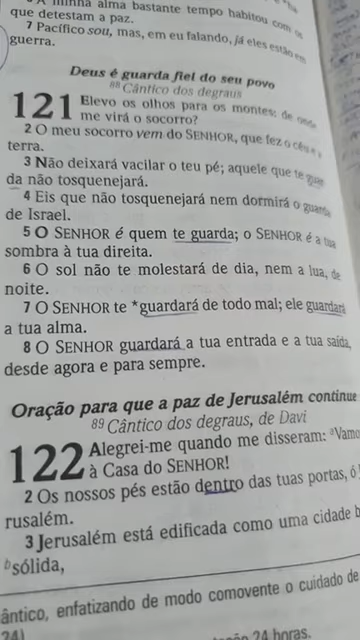 minha alma bastante tempo habitou com os
que detestam a paz.
7 Pacífico sou, mas, em eu falando, já eles estão em
guerra.
Deus é guarda fiel do seu povo
88 Cântico dos degraus
121 Elevo os olhos para os montes: de onde
me virá o socorro?
2 O meu socorro vem do SENHOR, que fez o céu e a
terra.
3 Não deixará vacilar o teu pé; aquele que te guar-
da não tosquenejará.
4 Eis que não tosquenejará nem dormirá o guarda
de Israel.
5 O SENHOR é quem te guarda; o SENHOR é a tua
sombra à tua direita.
6 O sol não te molestará de dia, nem a lua, de
noite.
7 O SENHOR te *guardará de todo mal; ele guardará
a tua alma.
8 O SENHOR guardará a tua entrada e a tua saída,
desde agora e para sempre.
Oração para que a paz de Jerusalém continue
89 Cântico dos degraus, de Davi
122 Alegrei-me quando me disseram: ªVamo
à Casa do SENHOR!
2 Os nossos pés estão dentro das tuas portas, ó
rusalém.
3 Jerusalém está edificada como uma cidade b
b sólida,
ântico, enfatizando de modo comovente o cuidado de
24)
24 horas.